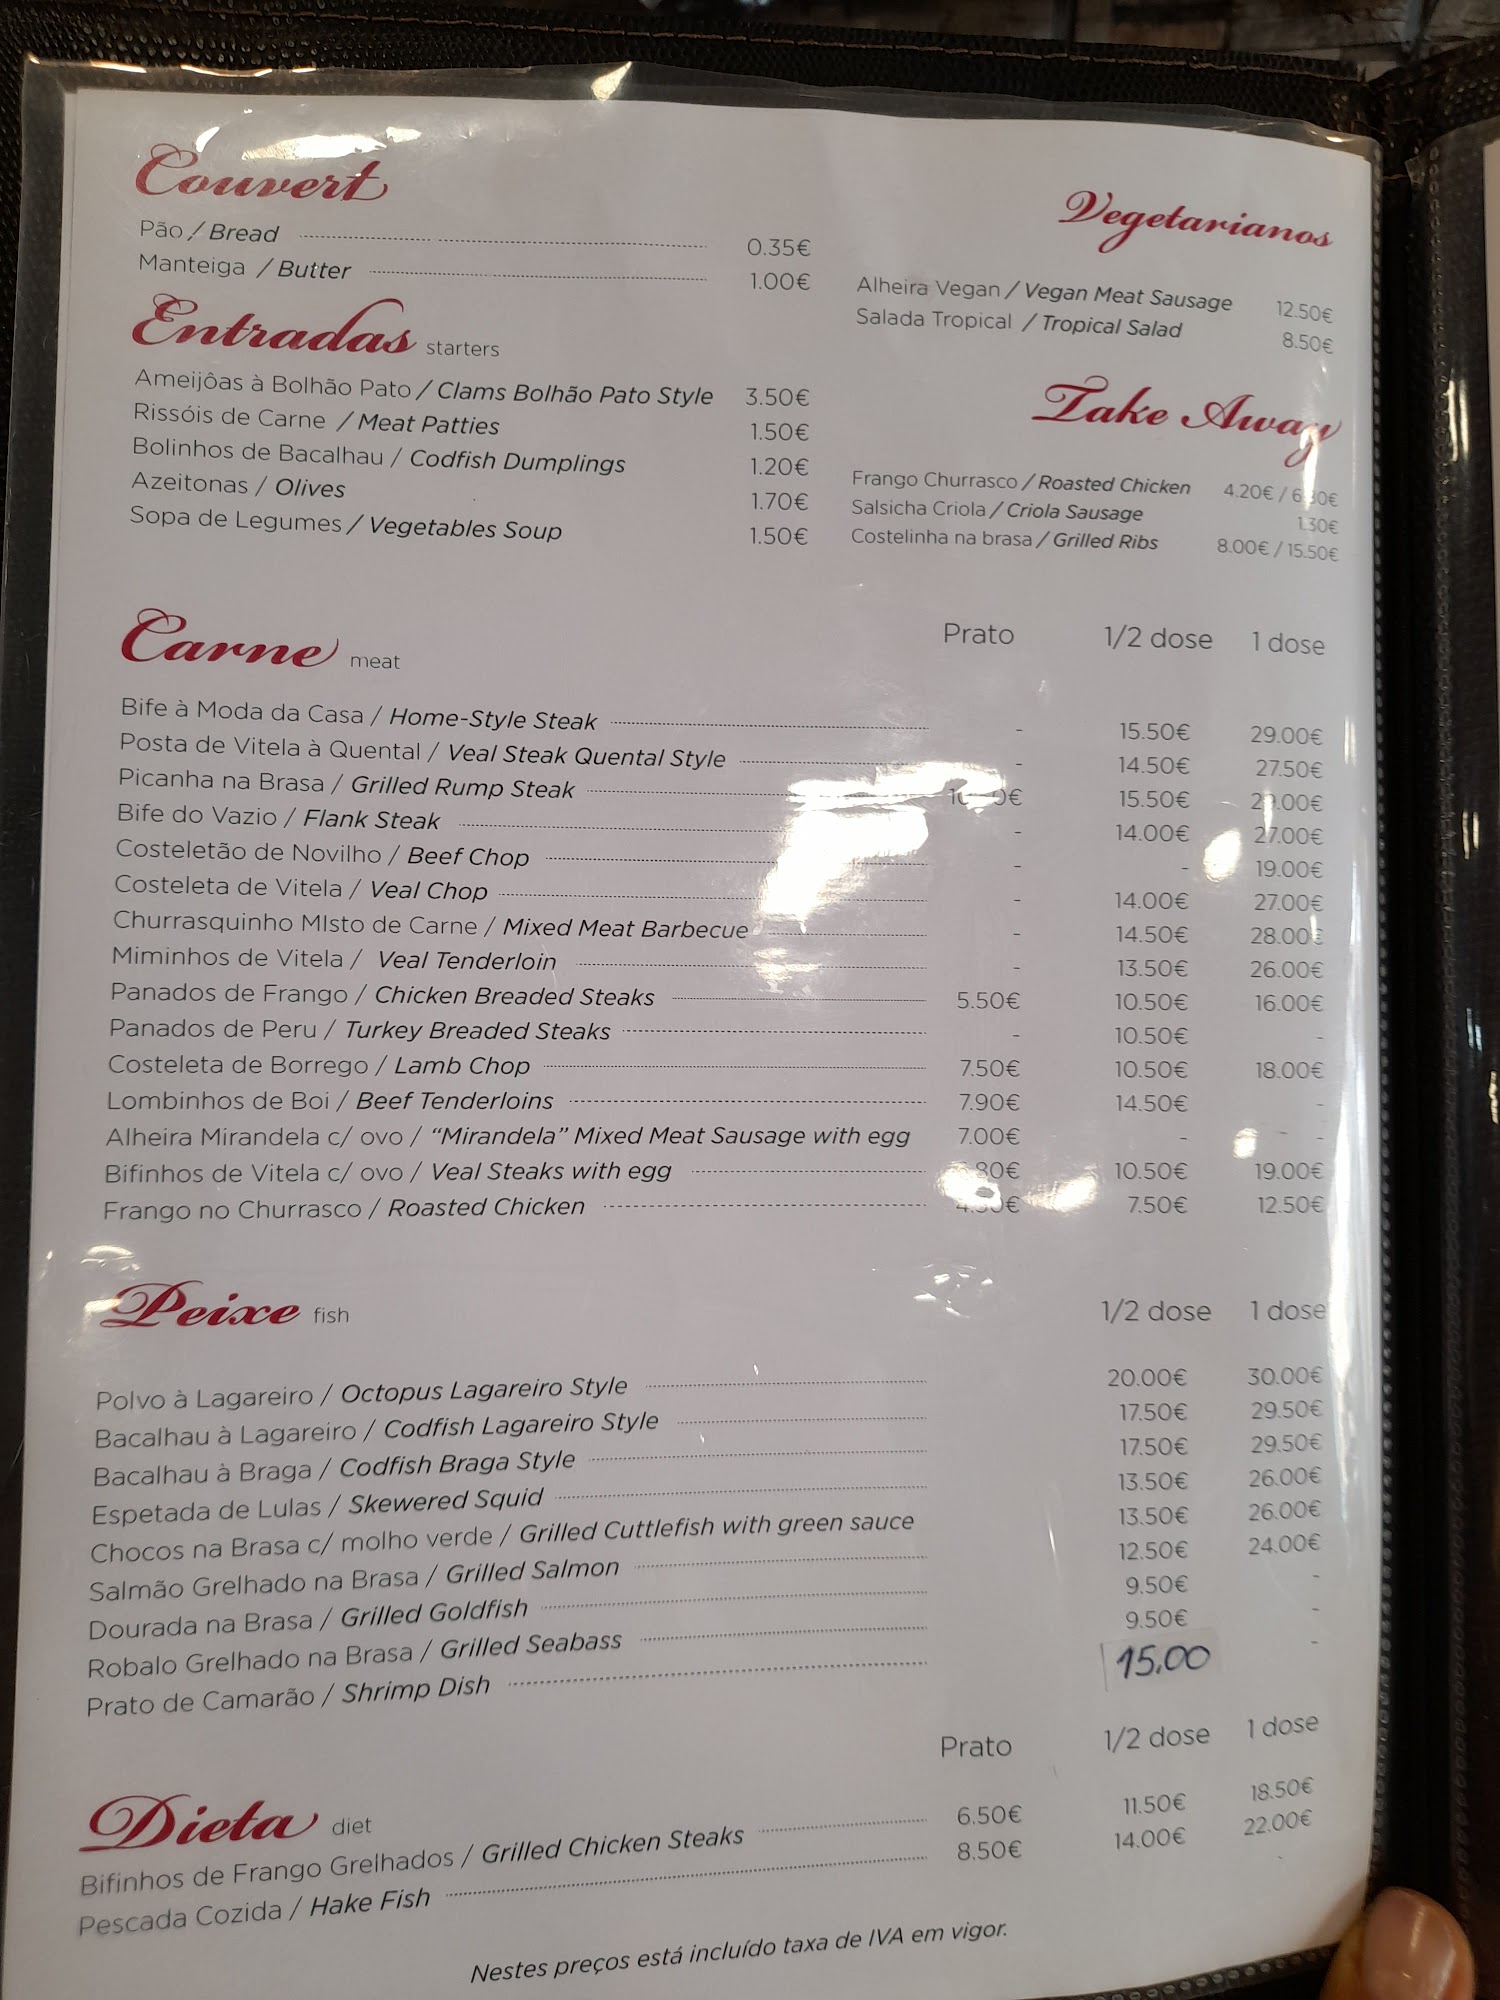 Couvert
Pão / Bread 0.35€
Manteiga / Butter 1.00€
Entradas starters
Ameijôas à Bolhão Pato / Clams Bolhão Pato Style 3.50€
Rissóis de Carne / Meat Patties 1.50€
Bolinhos de Bacalhau / Codfish Dumplings 1.20€
Azeitonas / Olives 1.70€
Sopa de Legumes / Vegetables Soup 1.50€
Vegetarianos
Alheira Vegan / Vegan Meat Sausage 12.50€
Salada Tropical / Tropical Salad 8.50€
Take Away
Frango Churrasco / Roasted Chicken 4.20€ /
Salsicha Criola / Criola Sausage 1.30€
Costelinha na brasa / Grilled Ribs 8.00€ / 15.50€
Carne meat Prato 1/2 dose 1 dose
Bife à Moda da Casa / Home-Style Steak - 15.50€ 29.00€
Posta de Vitela à Quental / Veal Steak Quental Style - 14.50€ 27.50€
Picanha na Brasa / Grilled Rump Steak 15.50€ 29.00€
Bife do Vazio / Flank Steak - 14.00€ 27.00€
Costeletão de Novilho / Beef Chop - - 19.00€
Costeleta de Vitela / Veal Chop - 14.00€ 27.00€
Churrasquinho MIsto de Carne / Mixed Meat Barbecue - 14.50€ 28.00€
Miminhos de Vitela / Veal Tenderloin - 13.50€ 26.00€
Panados de Frango / Chicken Breaded Steaks 5.50€ 10.50€ 16.00€
Panados de Peru / Turkey Breaded Steaks - 10.50€ -
Costeleta de Borrego / Lamb Chop 7.50€ 10.50€ 18.00€
Lombinhos de Boi / Beef Tenderloins 7.90€ 14.50€ -
Alheira Mirandela c/ ovo / “Mirandela” Mixed Meat Sausage with egg 7.00€ - -
Bifinhos de Vitela c/ ovo / Veal Steaks with egg 10.50€ 19.00€
Frango no Churrasco / Roasted Chicken 7.50€ 12.50€
Peixe fish 1/2 dose 1 dose
Polvo à Lagareiro / Octopus Lagareiro Style 20.00€ 30.00€
Bacalhau à Lagareiro / Codfish Lagareiro Style 17.50€ 29.50€
Bacalhau à Braga / Codfish Braga Style 17.50€ 29.50€
Espetada de Lulas / Skewered Squid 13.50€ 26.00€
Chocos na Brasa c/ molho verde / Grilled Cuttlefish with green sauce 13.50€ 26.00€
Salmão Grelhado na Brasa / Grilled Salmon 12.50€ 24.00€
Dourada na Brasa / Grilled Goldfish 9.50€ -
Robalo Grelhado na Brasa / Grilled Seabass 9.50€ -
Prato de Camarão / Shrimp Dish 15,00 -
Prato 1/2 dose 1 dose
Dieta diet
Bifinhos de Frango Grelhados / Grilled Chicken Steaks 6.50€ 11.50€ 18.50€
Pescada Cozida / Hake Fish 8.50€ 14.00€ 22.00€
Nestes preços está incluído taxa de IVA em vigor.